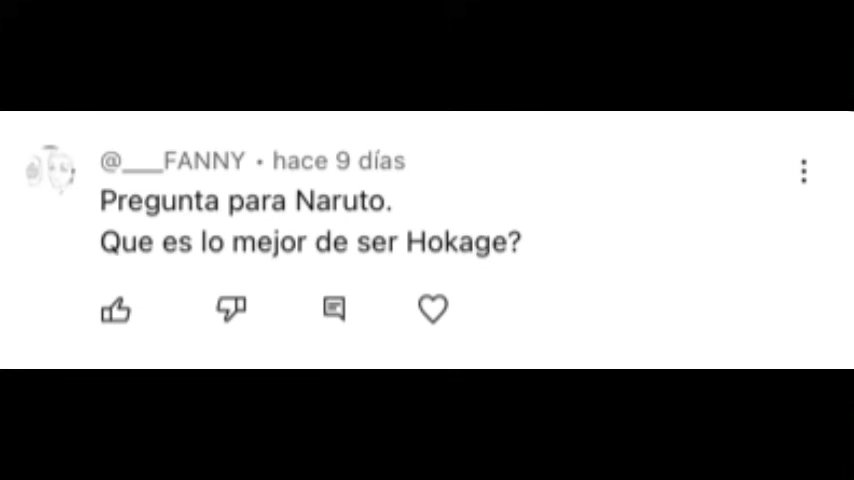 @___FANNY • hace 9 días
Pregunta para Naruto.
Que es lo mejor de ser Hokage?